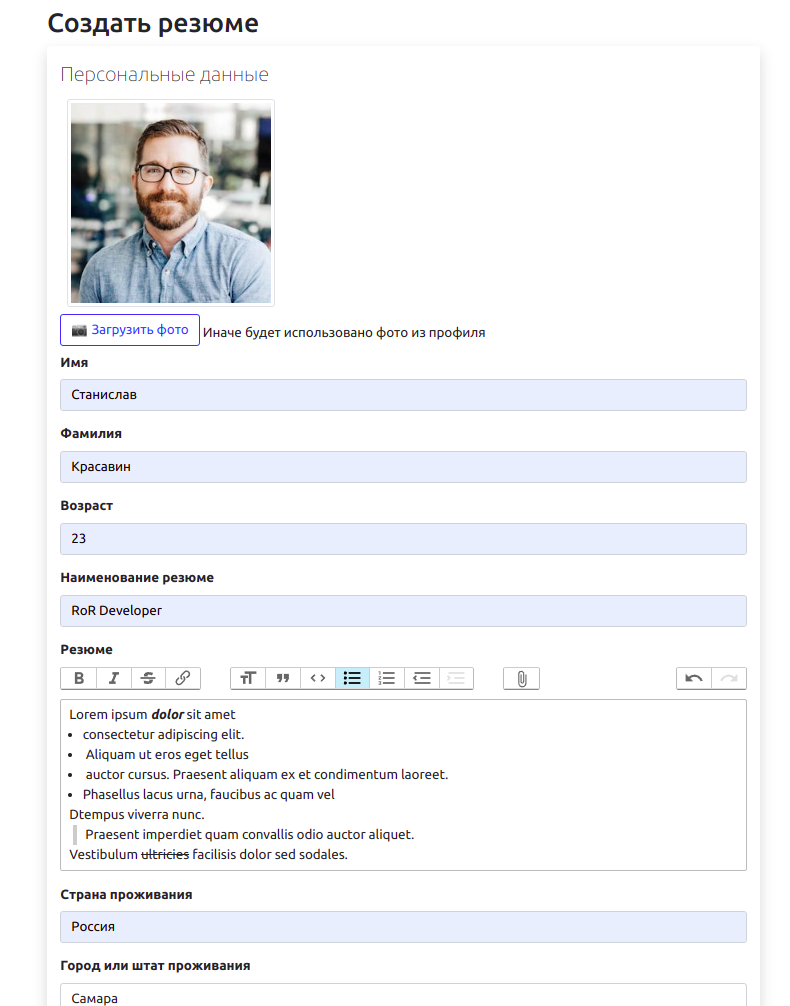 Создать резюме
Персональные данные
Загрузить фото Иначе будет использовано фото из профиля
Имя
Станислав
Фамилия
Красавин
Возраст
23
Наименование резюме
RoR Developer
Резюме
Lorem ipsum dolor sit amet
• consectetur adipiscing elit.
• Aliquam ut eros eget tellus
• auctor cursus. Praesent aliquam ex et condimentum laoreet.
• Phasellus lacus urna, faucibus ac quam vel
Dtempus viverra nunc.
Praesent imperdiet quam convallis odio auctor aliquet.
Vestibulum ultricies facilisis dolor sed sodales.
Страна проживания
Россия
Город или штат проживания
Самара